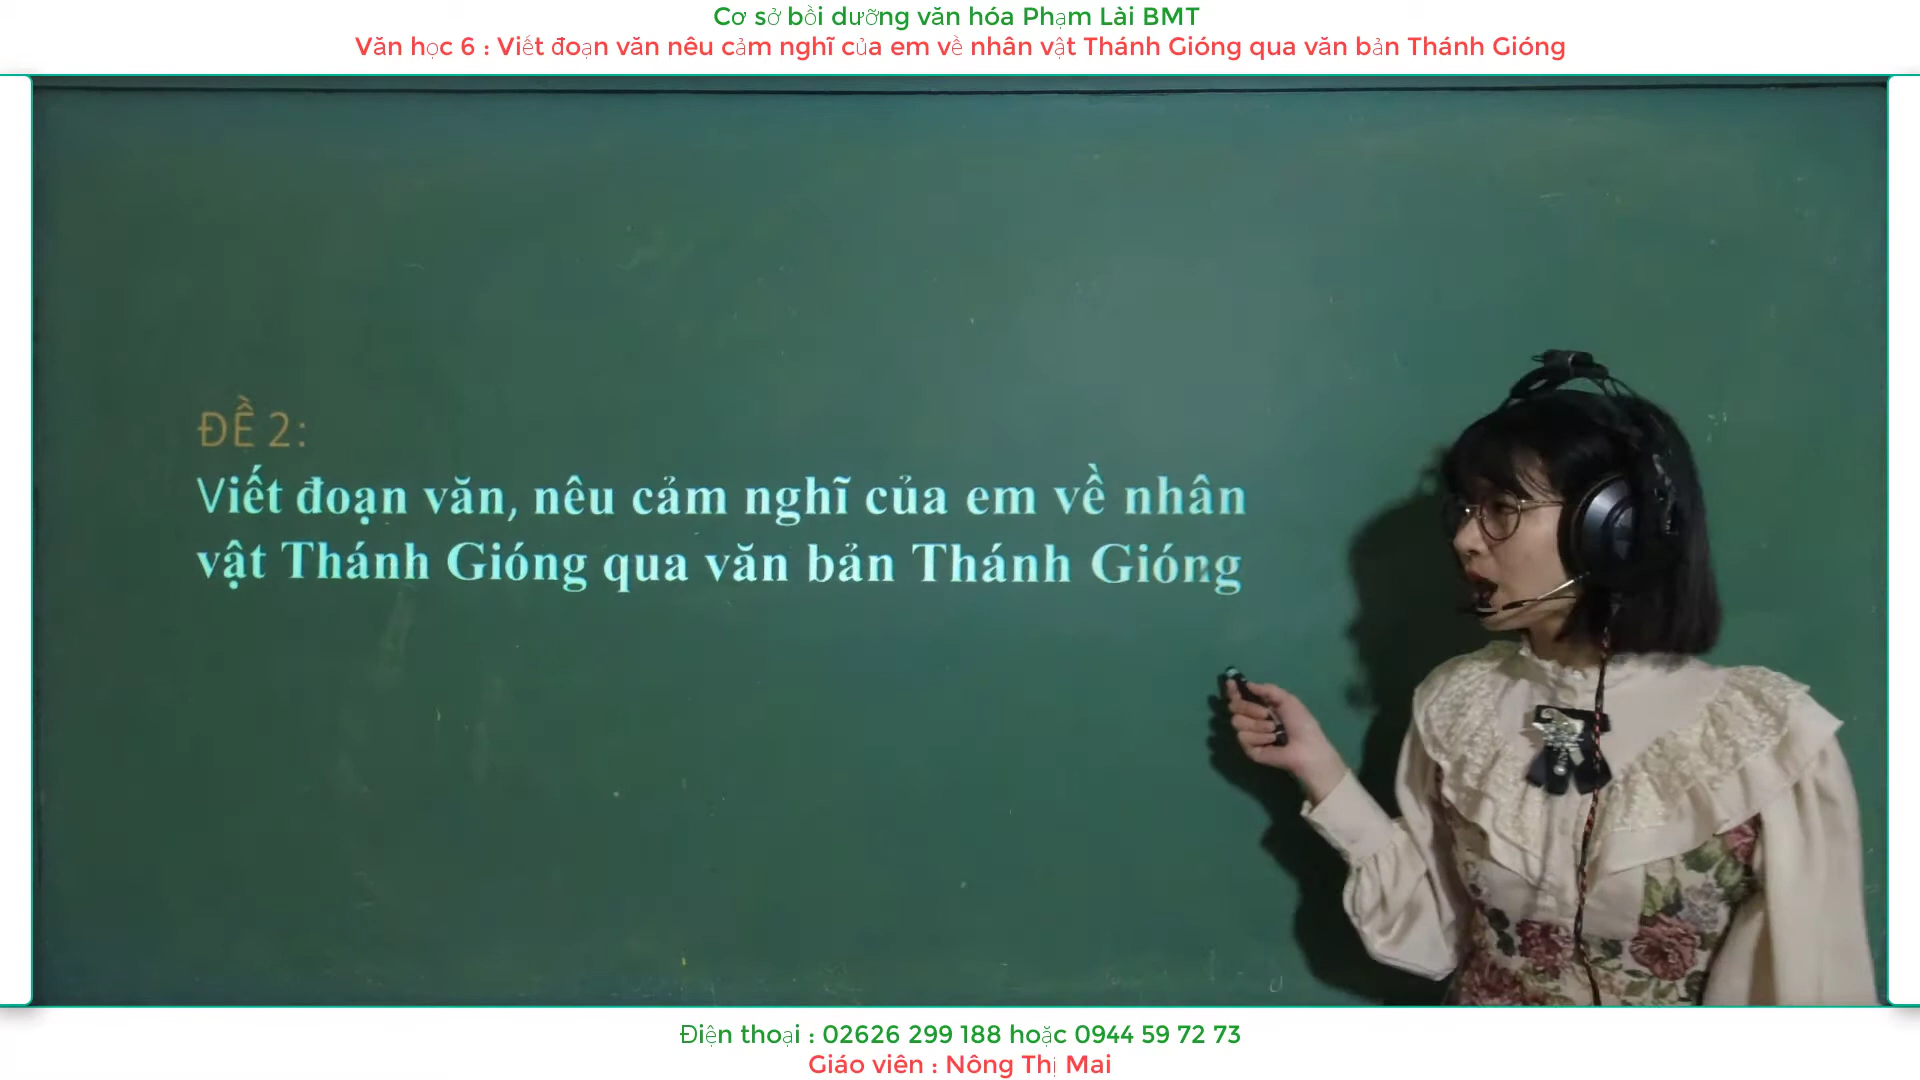 Cơ sở bồi dưỡng văn hóa Phạm Lài BMT
Văn học 6 : Viết đoạn văn nêu cảm nghĩ của em về nhân vật Thánh Gióng qua văn bản Thánh Gióng
ĐỀ 2:
Viết đoạn văn, nêu cảm nghĩ của em về nhân
vật Thánh Gióng qua văn bản Thánh Gióng
Điện thoại : 02626 299 188 hoặc 0944 59 72 73
Giáo viên : Nông Thị Mai